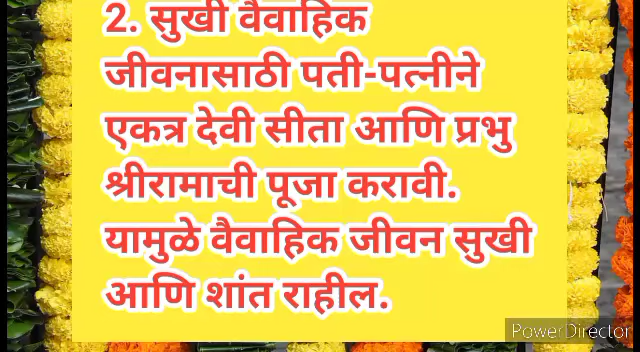 2. सुखी वैवाहिक
जीवनासाठी पती-पत्नीने
एकत्र देवी सीता आणि प्रभु
श्रीरामाची पूजा करावी.
यामुळे वैवाहिक जीवन सुखी
आणि शांत राहील.
PowerDirector